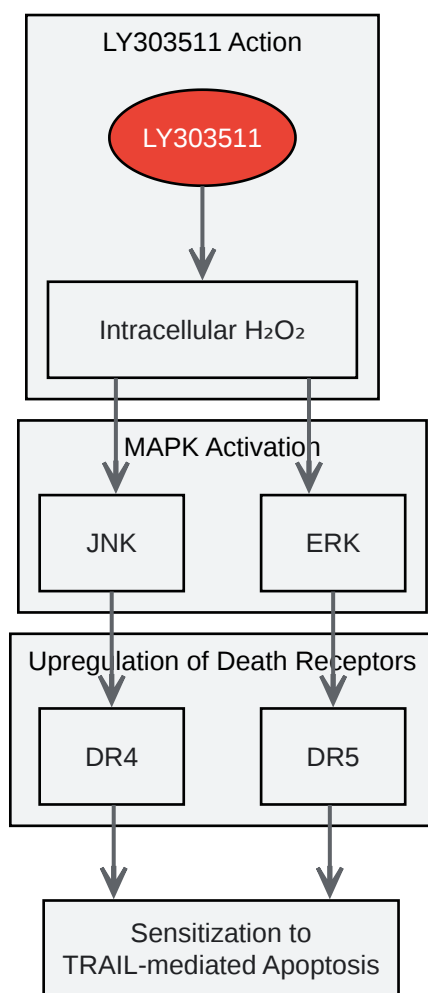 LY303511 Action
LY303511
Intracellular H₂O₂
MAPK Activation
JNK
ERK
Upregulation of Death Receptors
DR4
DR5
Sensitization to
TRAIL-mediated Apoptosis